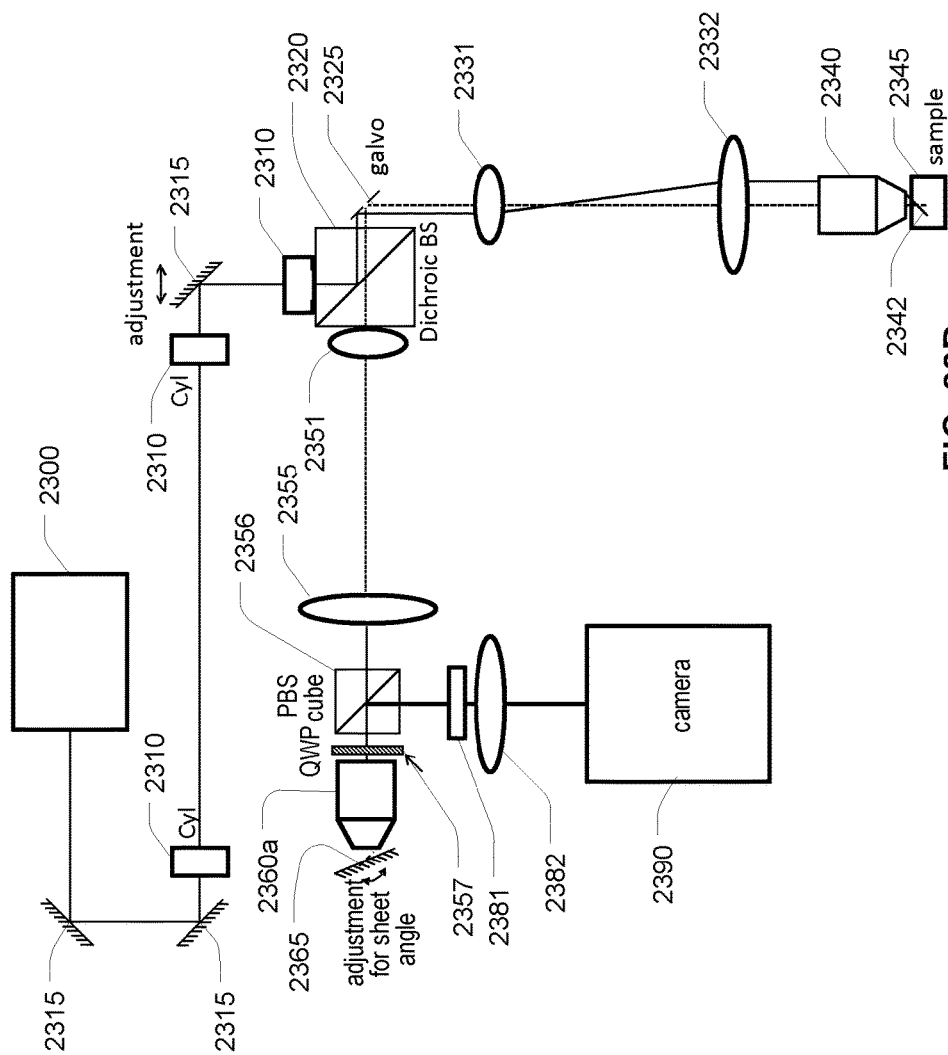 2300
2315
2310
Cyl
2315
2310
Cyl
adjustment
2315
2310
2320
2325
galvo
Dichroic BS
2351
2355
2356
PBS
cube
QWP
2360a
2365
adjustment
for sheet
angle
2357
2381
2382
camera
2390
2331
2332
2340
2345
sample
2342